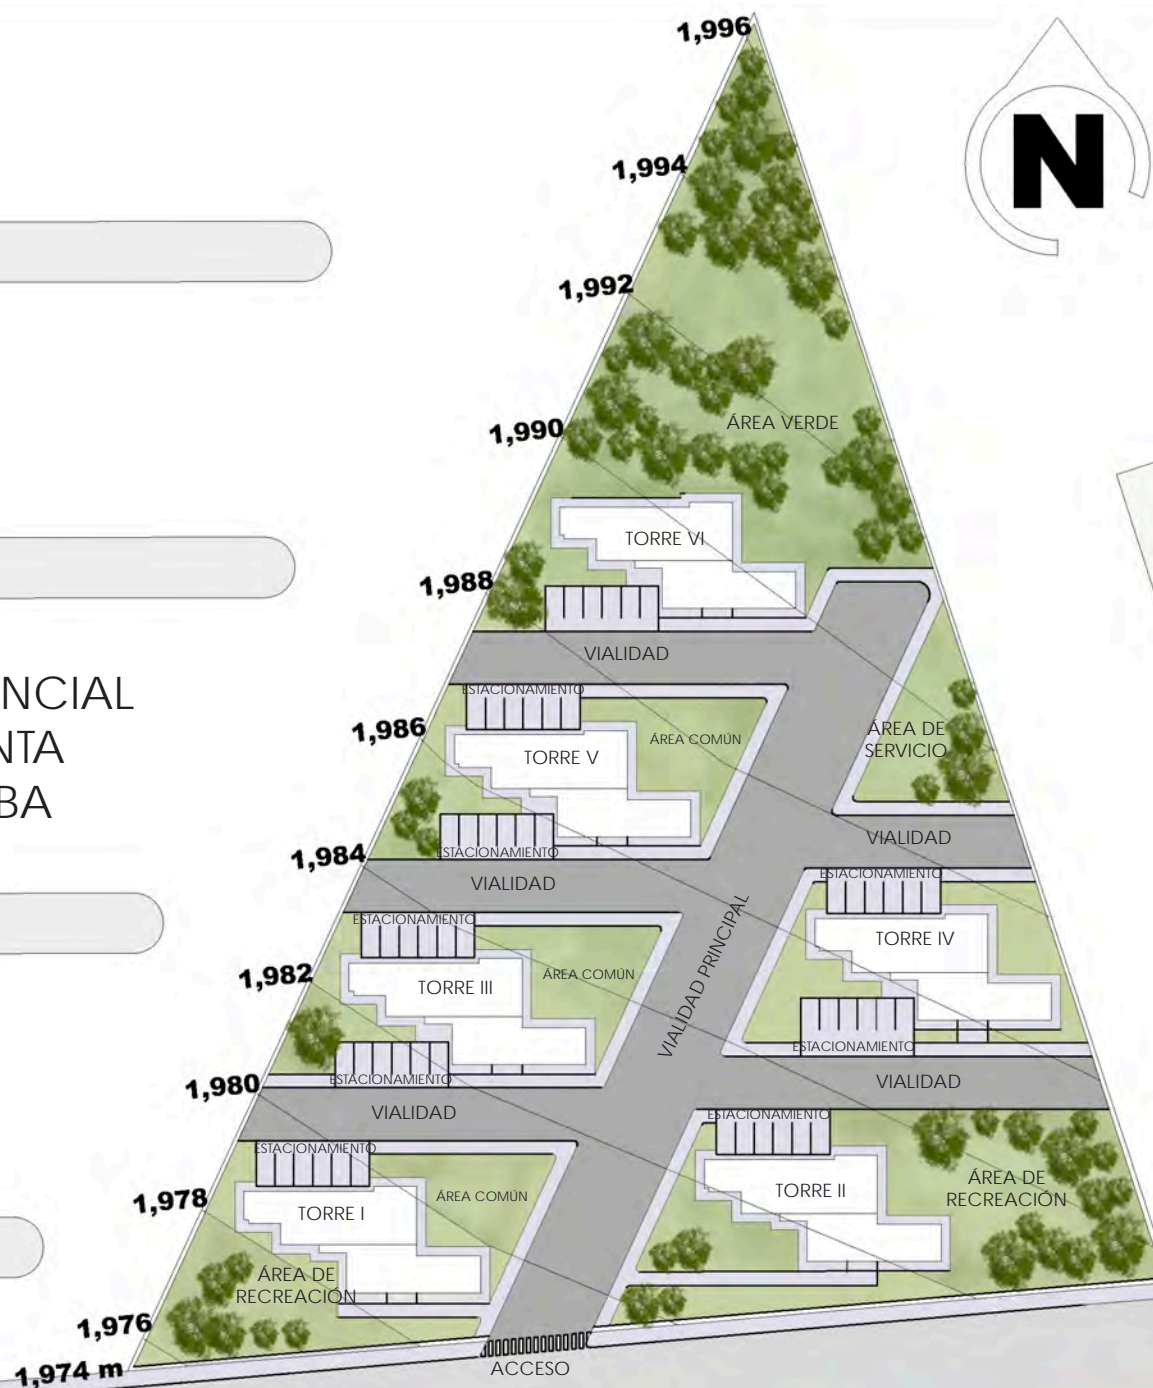 1,996
N
1,994
1,992
ÁREA VERDE
1,990
TORRE VI
1,988
VIALIDAD
NCIAL
NTA
BA
ESTACIONAMIENTO
1,986
ÁREA COMÚN
TORRE V
ÁREA DE
SERVICIO
VIALIDAD
1,984
ESTACIONAMIENTO
VIALIDAD
ESTACIONAMIENTO
ESTACIONAMIENTO
VIALIDAD PRINCIPAL
TORRE IV
1,982
ÁREA COMÚN
TORRE III
ESTACIONAMIENTO
1,980
ESTACIONAMIENTO
VIALIDAD
VIALIDAD
ESTACIONAMIENTO
ESTACIONAMIENTO
1,978
ÁREA COMÚN
TORRE I
TORRE II
ÁREA DE
RECREACIÓN
ÁREA DE
RECREACIÓN
1,976
1,974 m
ACCESO